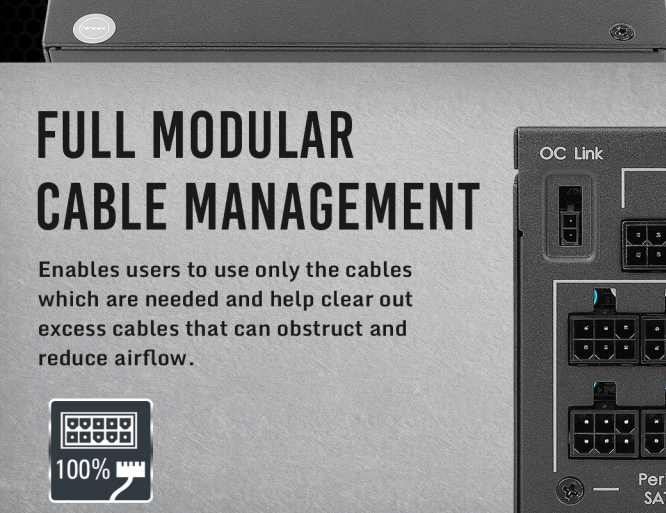 FULL MODULAR
CABLE MANAGEMENT
Enables users to use only the cables
which are needed and help clear out
excess cables that can obstruct and
reduce airflow.
100%
OC Link